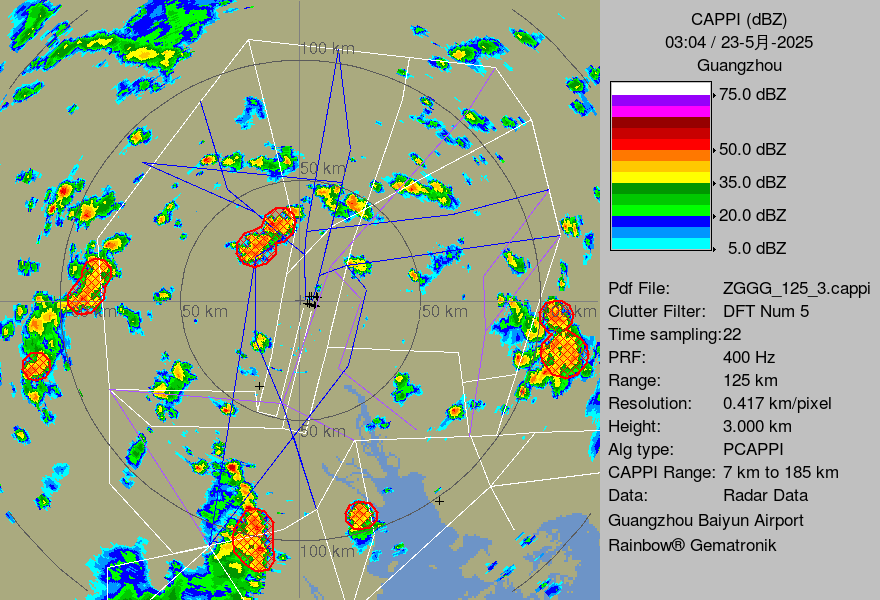 CAPPI (dBZ)
03:04 / 23-5月-2025
Guangzhou
75.0 dBZ
50.0 dBZ
35.0 dBZ
20.0 dBZ
5.0 dBZ
Pdf File: ZGGG_125_3.cappi
Clutter Filter: DFT Num 5
Time sampling:22
PRF: 400 Hz
Range: 125 km
Resolution: 0.417 km/pixel
Height: 3.000 km
Alg type: PCAPPI
CAPPI Range: 7 km to 185 km
Data: Radar Data
Guangzhou Baiyun Airport
Rainbow® Gematronik
100 km
50 km
50 km
50 km
50 km
100 km